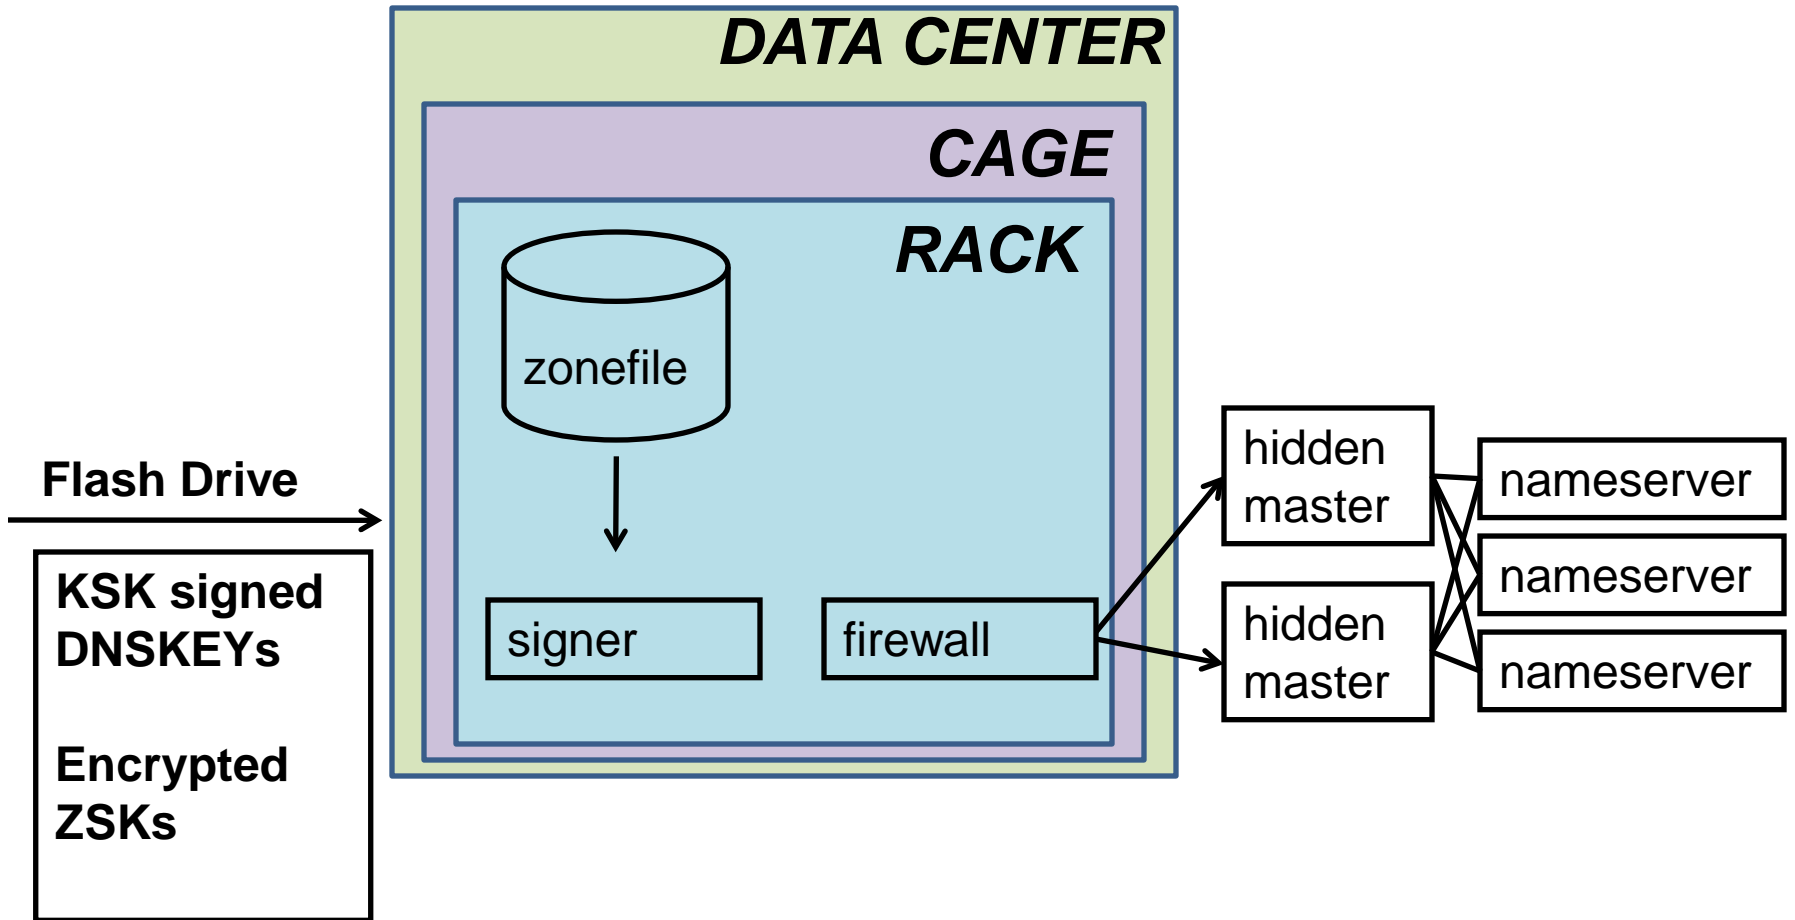 DATA CENTER
CAGE
RACK
zonefile
Flash Drive
KSK signed
DNSKEYs
Encrypted
ZSKs
signer
firewall
hidden
master
hidden
master
nameserver
nameserver
nameserver